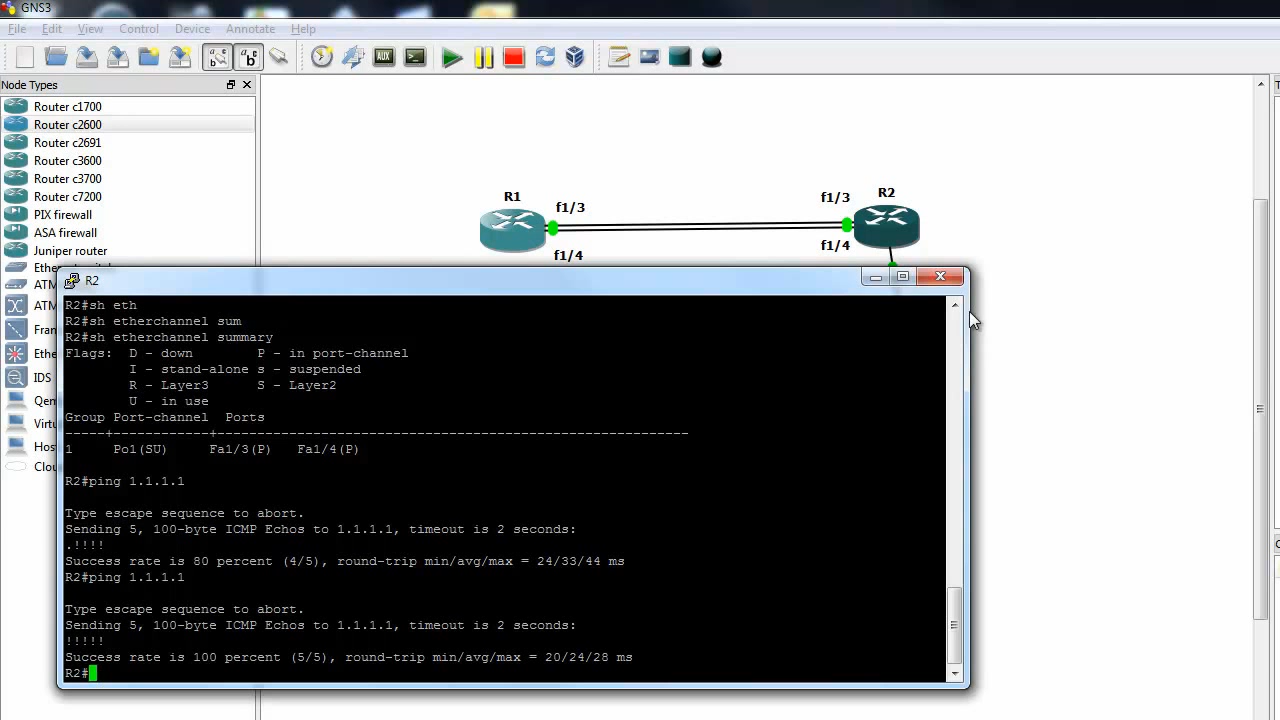 GNS3
File Edit View Control Device Annotate Help
AUX
Node Types
Router c1700
Router c2600
Router c2691
Router c3600
Router c3700
Router c7200
PIX firewall
ASA firewall
Juniper router
IDS
R1
f1/3
f1/4
f1/3
R2
f1/4
R2
R2#sh eth
R2#sh etherchannel sum
R2#sh etherchannel summary
Flags:  D - down        P - in port-channel
        I - stand-alone s - suspended
        R - Layer3      S - Layer2
        U - in use
Group Port-channel  Ports
-----+------------+-----------------------------------------------------------
1     Po1(SU)     Fa1/3(P)   Fa1/4(P)
R2#ping 1.1.1.1
Type escape sequence to abort.
Sending 5, 100-byte ICMP Echos to 1.1.1.1, timeout is 2 seconds:
.!!!!
Success rate is 80 percent (4/5), round-trip min/avg/max = 24/33/44 ms
R2#ping 1.1.1.1
Type escape sequence to abort.
Sending 5, 100-byte ICMP Echos to 1.1.1.1, timeout is 2 seconds:
!!!!!
Success rate is 100 percent (5/5), round-trip min/avg/max = 20/24/28 ms
R2#